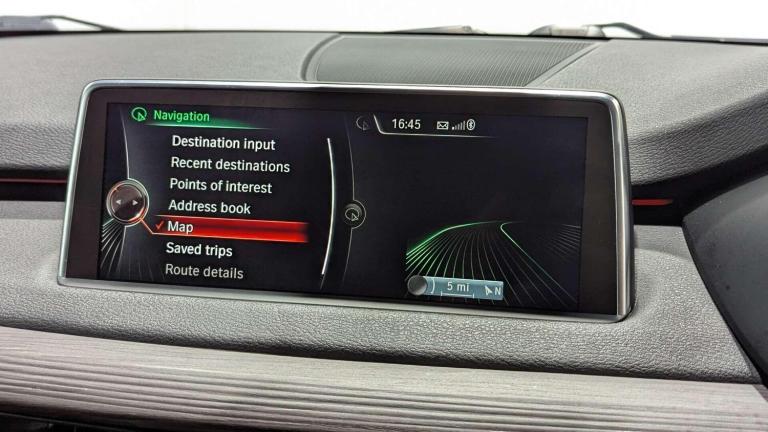 Navigation
16:45
Destination input
Recent destinations
Points of interest
Address book
Map
Saved trips
Route details
5 mi
N